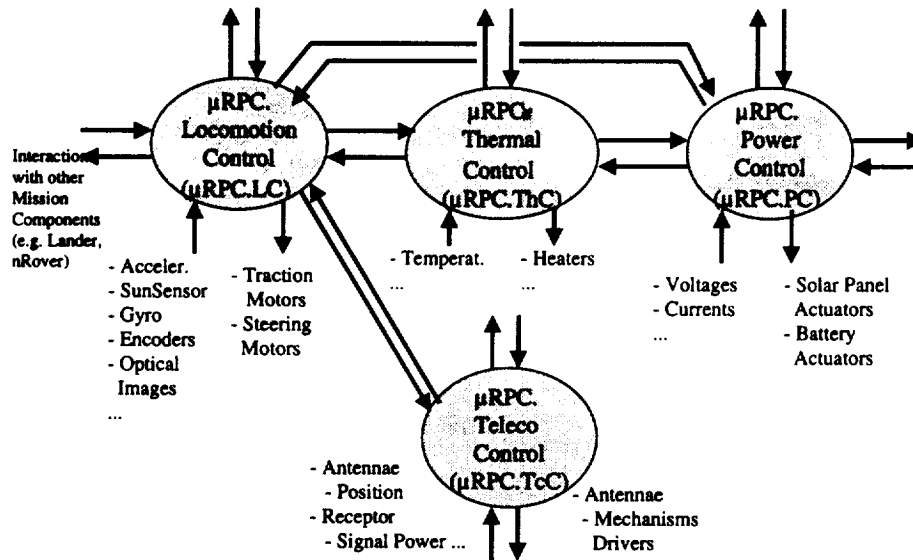 µRPC.
Locomotion
Control
(µRPC.LC)
µRPC.
Thermal
Control
(µRPC.ThC)
µRPC.
Power
Control
(µRPC.PC)
Interaction
with other
Mission
Components
(e.g. Lander,
nRover)
- Acceler.
- SunSensor
- Gyro
- Encoders
- Optical
Images
...
- Traction
Motors
- Steering
Motors
- Temperat.
...
- Heaters
...
- Voltages
- Currents
...
- Solar Panel
Actuators
- Battery
Actuators
µRPC.
Teleco
Control
(µRPC.TcC)
- Antennae
- Position
- Receptor
- Signal Power ...
- Antennae
- Mechanisms
Drivers